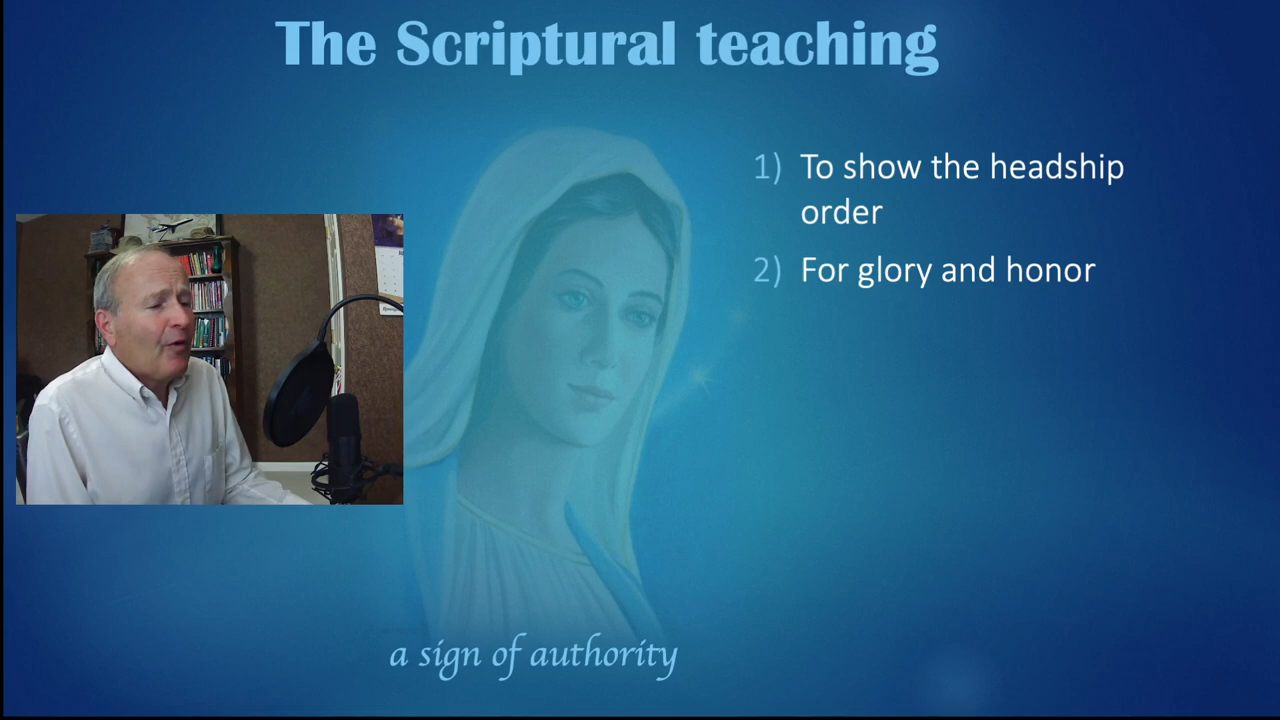 The Scriptural teaching
1) To show the headship
order
2) For glory and honor
a sign of authority